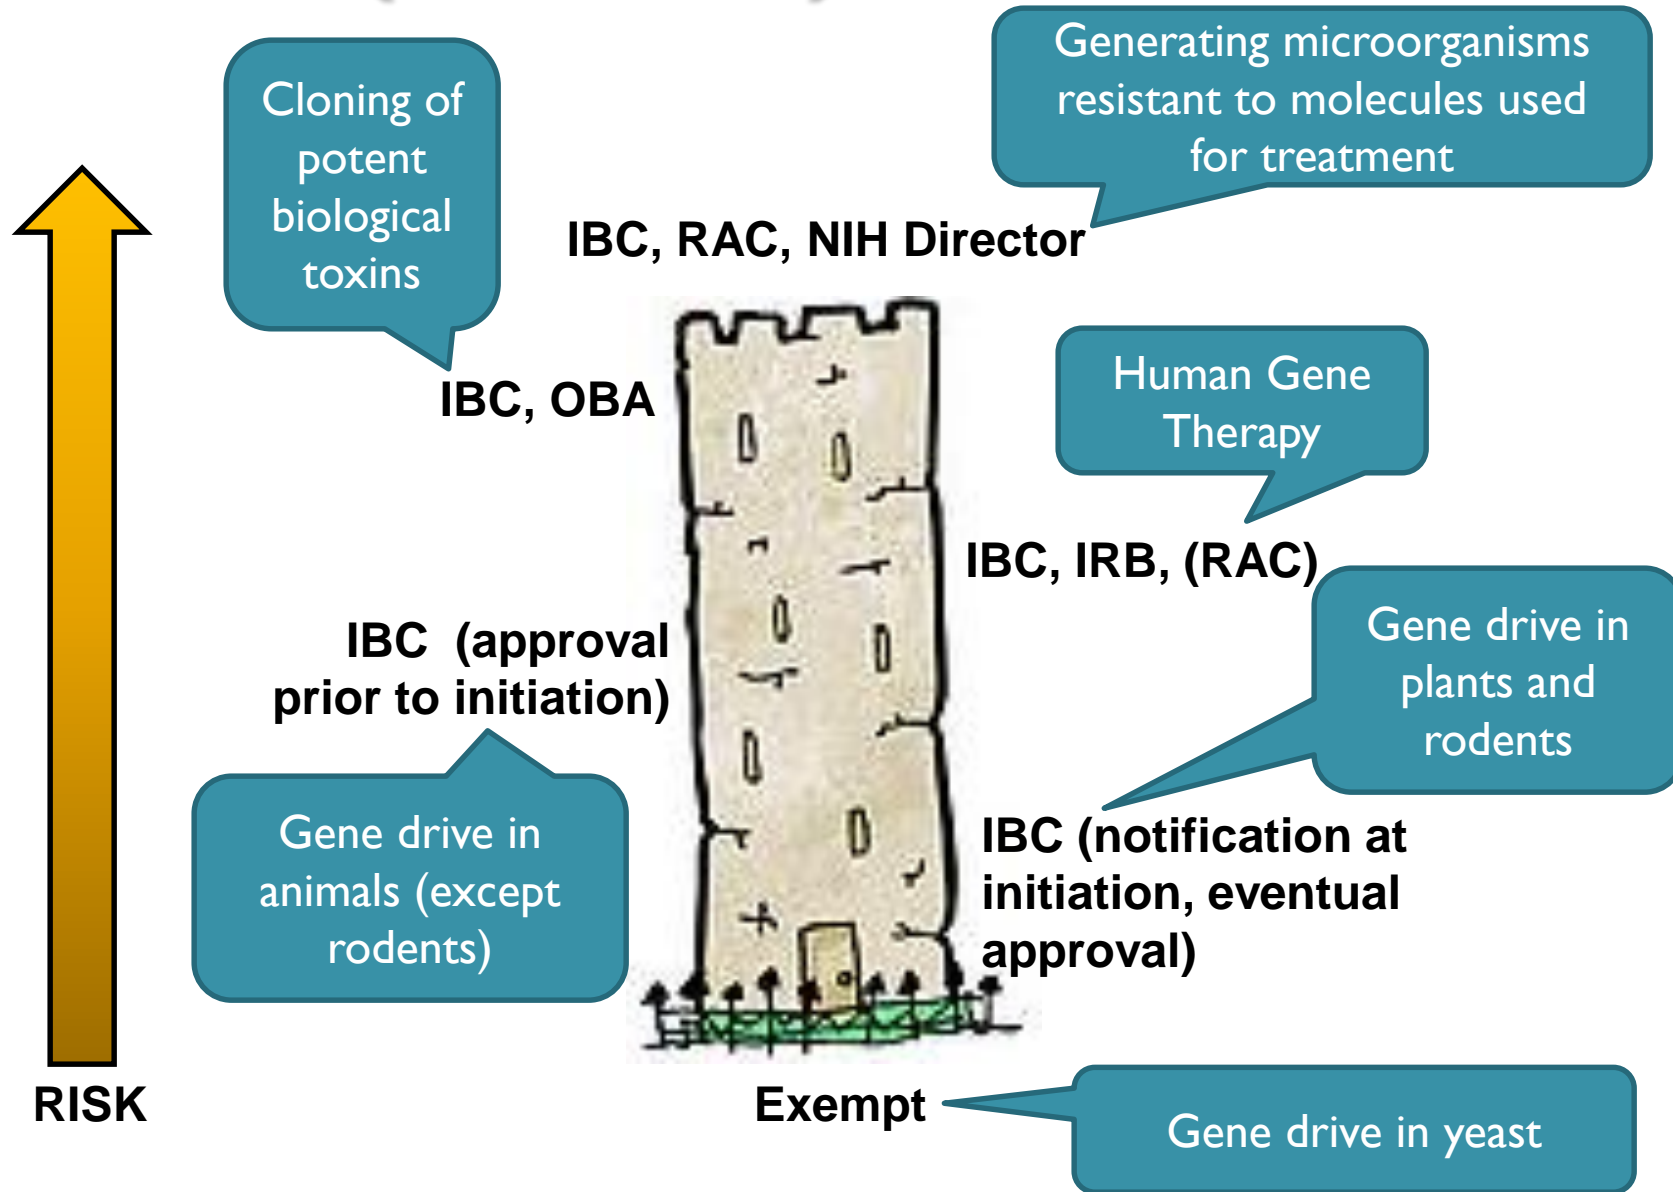 Cloning of
potent
biological
toxins
Generating microorganisms
resistant to molecules used
for treatment
IBC, RAC, NIH Director
IBC, OBA
Human Gene
Therapy
IBC, IRB, (RAC)
IBC (approval
prior to initiation)
Gene drive in
plants and
rodents
Gene drive in
animals (except
rodents)
IBC (notification at
initiation, eventual
approval)
RISK
Exempt
Gene drive in yeast